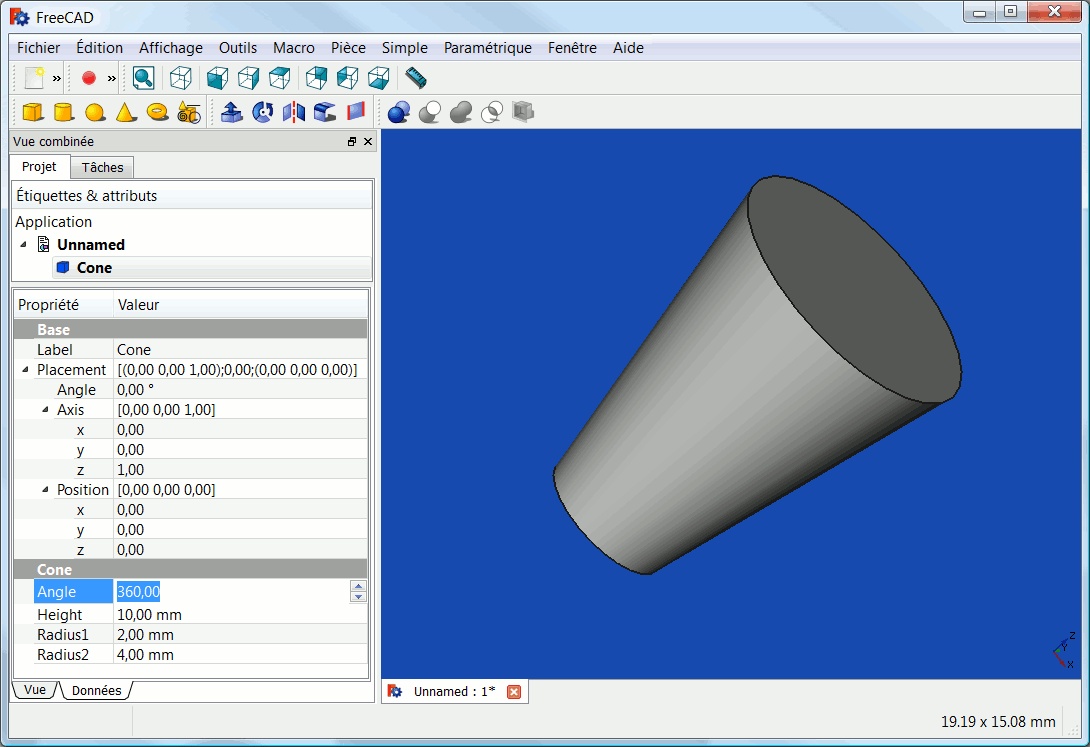 FreeCAD
Fichier Édition Affichage Outils Macro Pièce Simple Paramétrique Fenêtre Aide
» »
Vue combinée
Projet Tâches
Étiquettes & attributs
Application
Unnamed
Cone
Propriété Valeur
Base
Label Cone
Placement [(0,00 0,00 1,00);0,00;(0,00 0,00 0,00)]
Angle 0,00 °
Axis [0,00 0,00 1,00]
x 0,00
y 0,00
z 1,00
Position [0,00 0,00 0,00]
x 0,00
y 0,00
z 0,00
Cone
Angle 360,00
Height 10,00 mm
Radius1 2,00 mm
Radius2 4,00 mm
Vue Données
Z
Y
X
Unnamed : 1*
19.19 x 15.08 mm